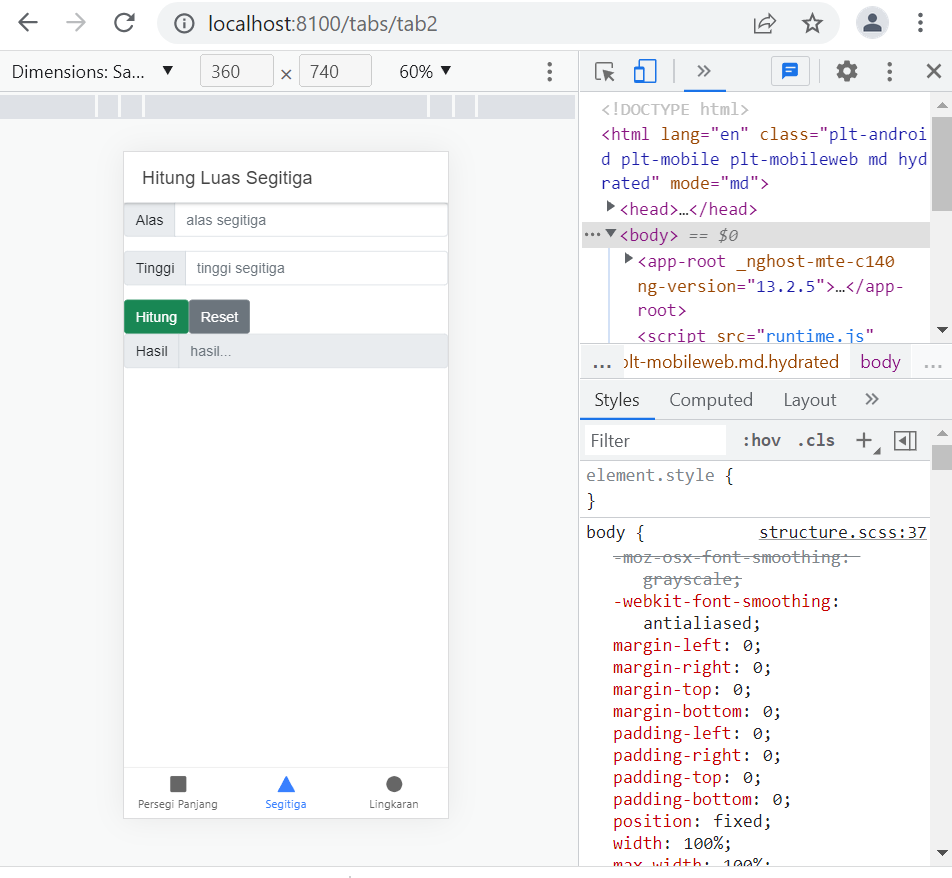 localhost:8100/tabs/tab2
Dimensions: Sa... ▼ 360 × 740 60% ▼
Hitung Luas Segitiga
Alas alas segitiga
Tinggi tinggi segitiga
Hitung Reset
Hasil hasil...
Persegi Panjang Segitiga Lingkaran
<!DOCTYPE html>
<html lang="en" class="plt-androi
d plt-mobile plt-mobileweb md hyd
rated" mode="md">
<head>…</head>
<body> == $0
<app-root _nghost-mte-c140
ng-version="13.2.5">…</app-
root>
<script src="runtime.js"
... plt-mobileweb.md.hydrated body ...
Styles Computed Layout
Filter :hov .cls
element.style {
}
body { structure.scss:37
-moz-osx-font-smoothing:
grayscale;
-webkit-font-smoothing:
antialiased;
margin-left: 0;
margin-right: 0;
margin-top: 0;
margin-bottom: 0;
padding-left: 0;
padding-right: 0;
padding-top: 0;
padding-bottom: 0;
position: fixed;
width: 100%;
max-width: 100%;